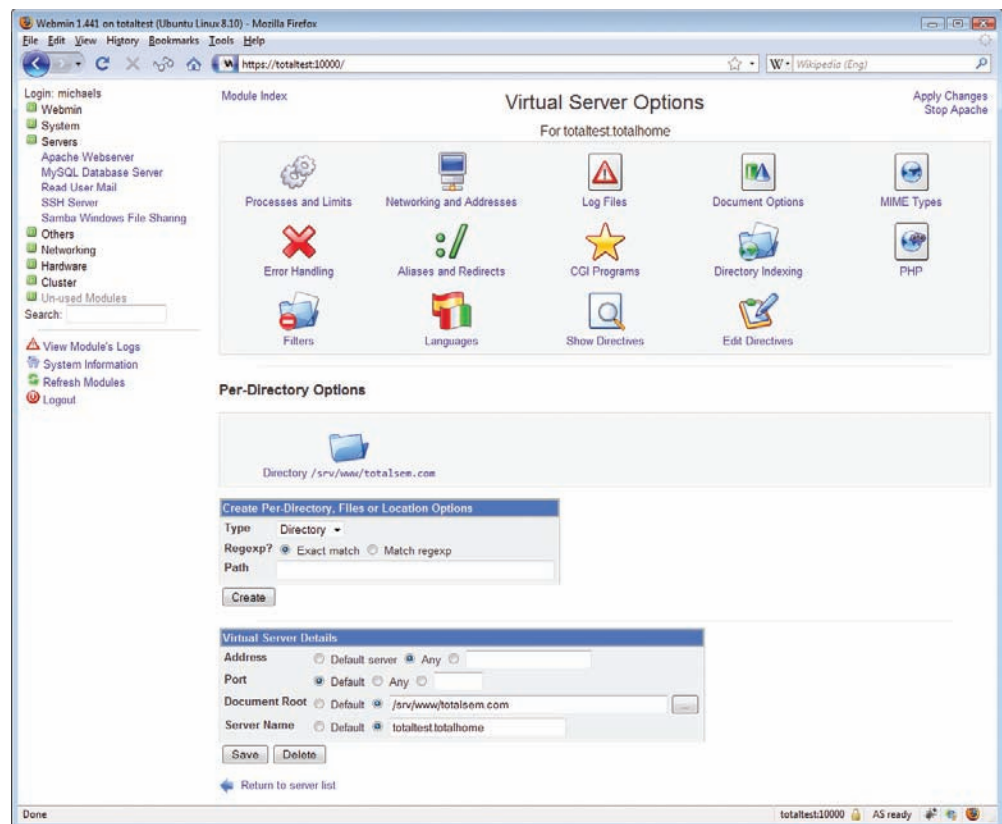 Webmin 1.441 on totaltest (Ubuntu Linux 8.10) - Mozilla Firefox
File Edit View History Bookmarks Tools Help
https://totaltest:10000/
W Wikipedia (Eng)
Login: michaels
Webmin
System
Servers
Apache Webserver
MySQL Database Server
Read User Mail
SSH Server
Samba Windows File Sharing
Others
Networking
Hardware
Cluster
Un-used Modules
Search:
View Module's Logs
System Information
Refresh Modules
Logout
Module Index
Virtual Server Options
For totaltest.totalhome
Apply Changes
Stop Apache
Processes and Limits
Networking and Addresses
Log Files
Document Options
MIME Types
Error Handling
Aliases and Redirects
CGI Programs
Directory Indexing
PHP
Filters
Languages
Show Directives
Edit Directives
Per-Directory Options
Directory /srv/www/totalsem.com
Create Per-Directory, Files or Location Options
Type Directory
Regexp? Exact match Match regexp
Path
Create
Virtual Server Details
Address Default server Any
Port Default Any
Document Root Default /srv/www/totalsem.com ...
Server Name Default totaltest.totalhome
Save Delete
Return to server list
Done
totaltest:10000 AS ready